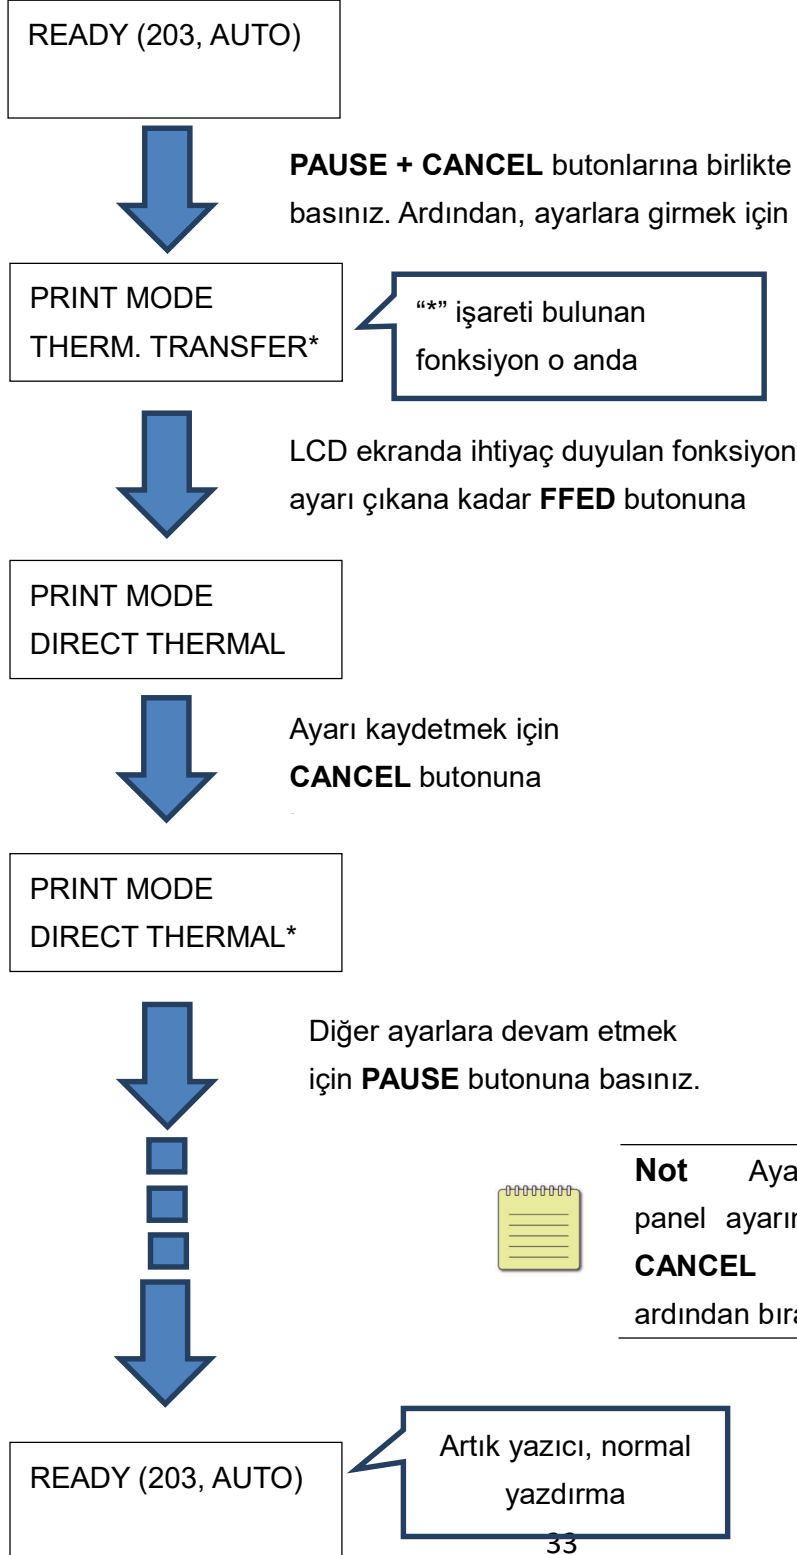 READY (203, AUTO)
PAUSE + CANCEL butonlarına birlikte
basınız. Ardından, ayarlara girmek için
PRINT MODE
THERM. TRANSFER*
“*” işareti bulunan
fonksiyon o anda
LCD ekranda ihtiyaç duyulan fonksiyon
ayarı çıkana kadar FFED butonuna
PRINT MODE
DIRECT THERMAL
Ayarı kaydetmek için
CANCEL butonuna
PRINT MODE
DIRECT THERMAL*
Diğer ayarlara devam etmek
için PAUSE butonuna basınız.
Not
panel
CANCEL
ardından
Artık yazıcı, normal
yazdırma
READY (203, AUTO)
33